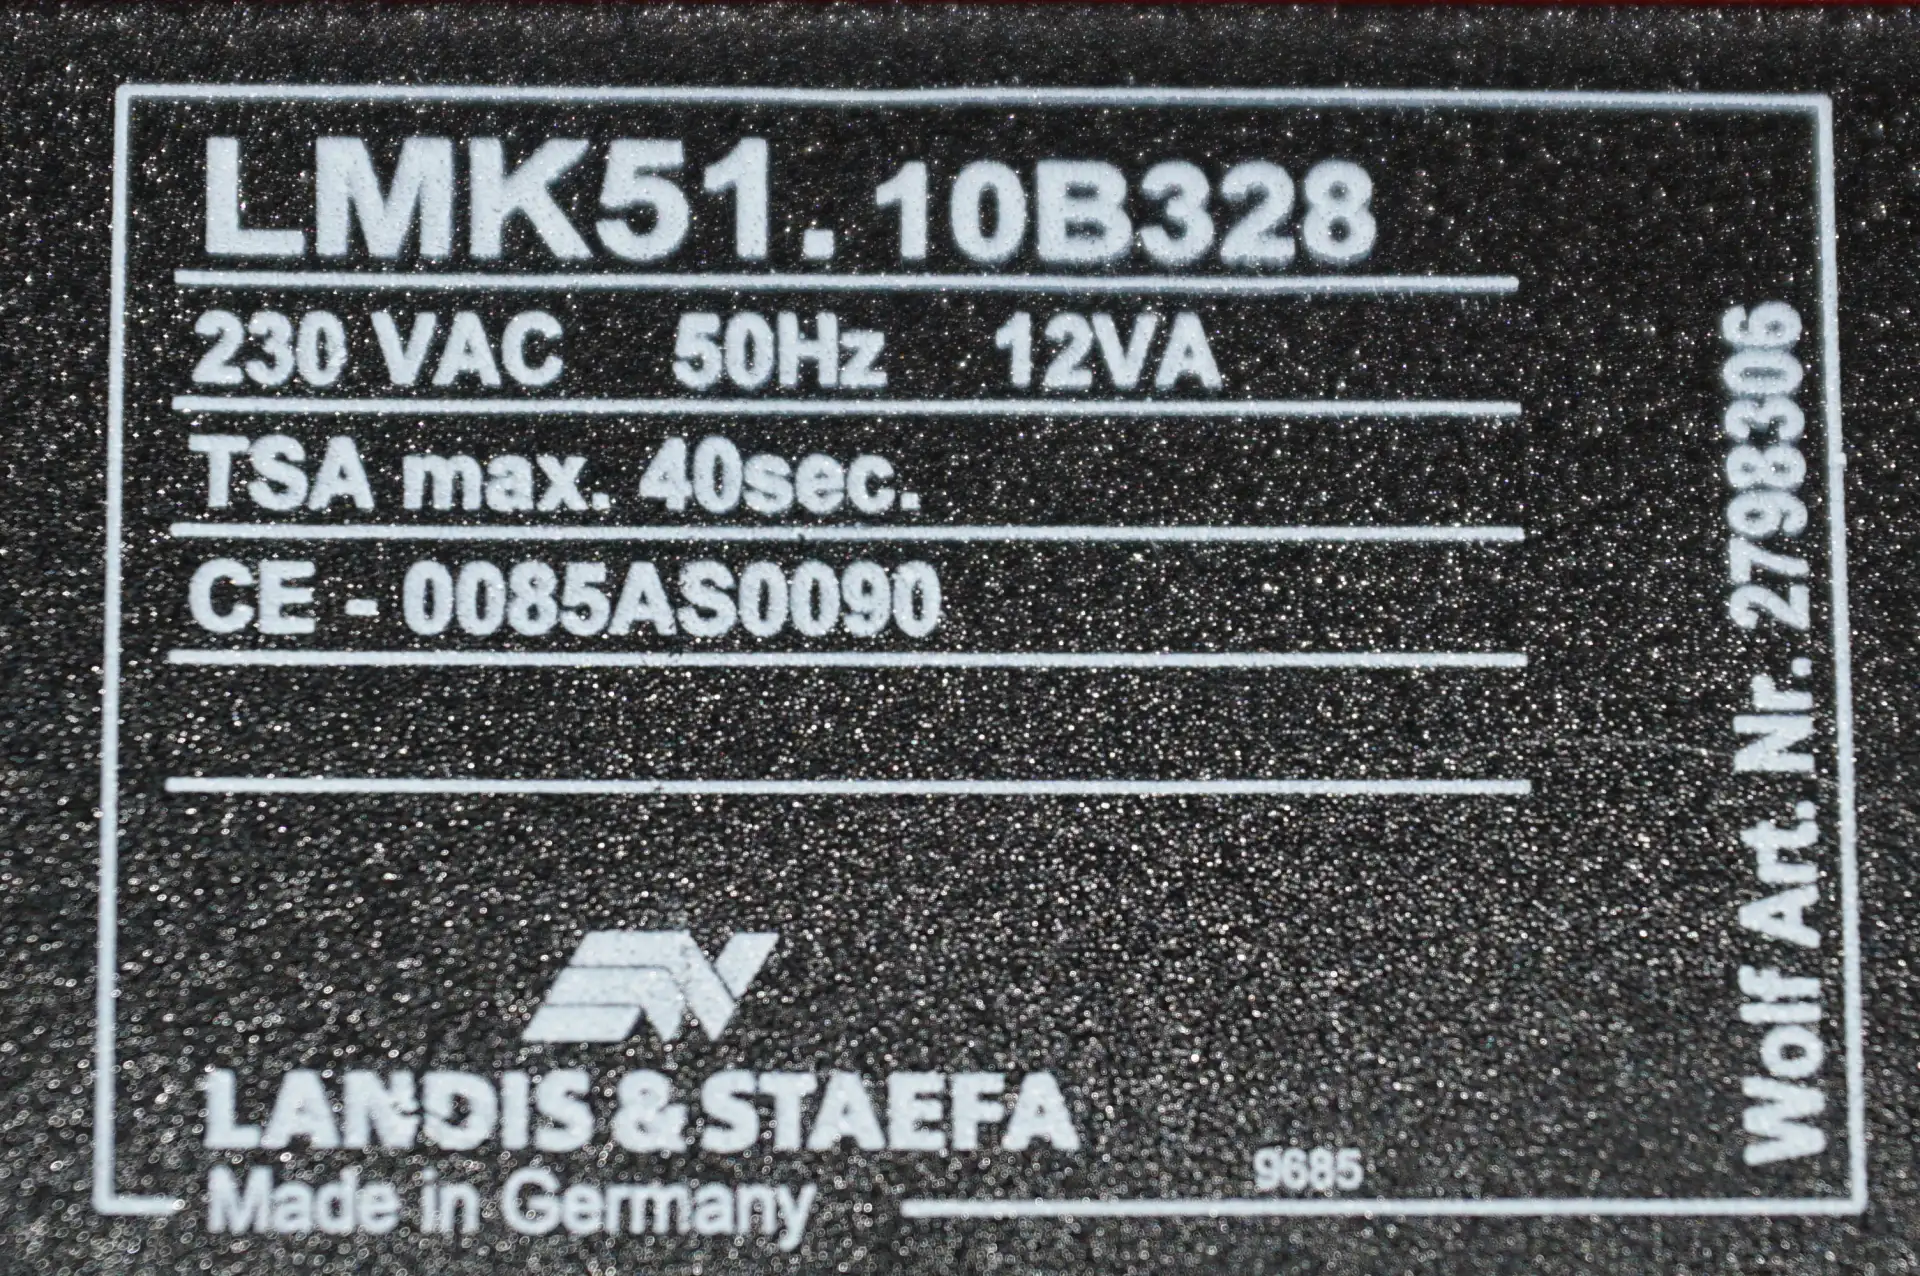 LMK51.10B328
230 VAC 50Hz 12VA
TSA max. 40sec.
CE - 0085AS0090
LANDIS & STAEFA
Made in Germany
9685
Wolf Art. Nr. 2798306